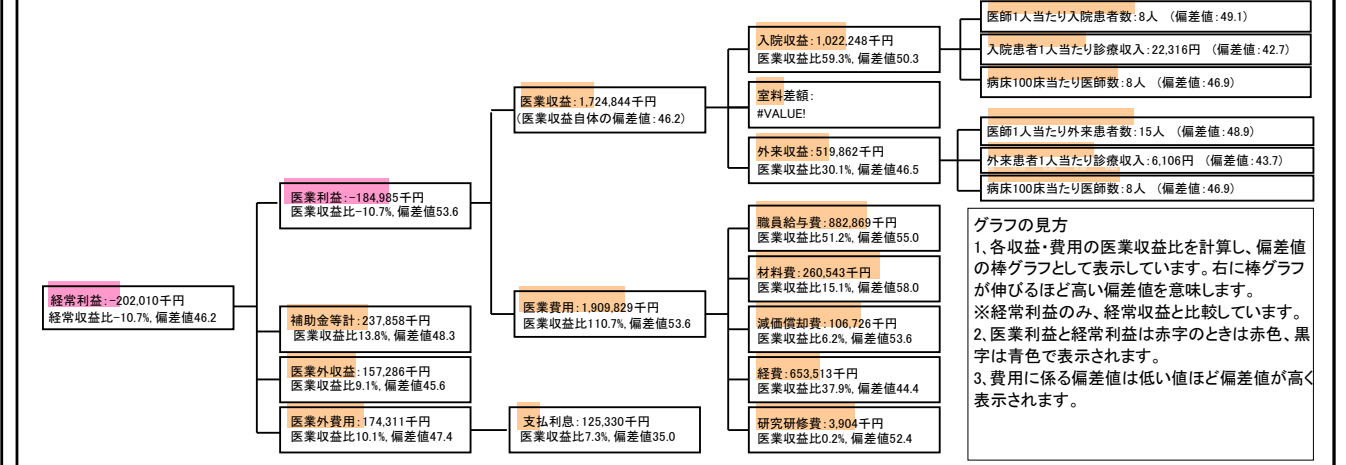 経常利益:-202,010千円
経常収益比-10.7%, 偏差値46.2
医業利益:-184,985千円
医業収益比-10.7%, 偏差値53.6
補助金等計:237,858千円
医業収益比13.8%, 偏差値48.3
医業外収益:157,286千円
医業収益比9.1%, 偏差値45.6
医業外費用:174,311千円
医業収益比10.1%, 偏差値47.4
医業収益:1,724,844千円
(医業収益自体の偏差値:46.2)
医業費用:1,909,829千円
医業収益比110.7%, 偏差値53.6
支払利息:125,330千円
医業収益比7.3%, 偏差値35.0
入院収益:1,022,248千円
医業収益比59.3%, 偏差値50.3
室料差額:
#VALUE!
外来収益:519,862千円
医業収益比30.1%, 偏差値46.5
職員給与費:882,869千円
医業収益比51.2%, 偏差値55.0
材料費:260,543千円
医業収益比15.1%, 偏差値58.0
減価償却費:106,726千円
医業収益比6.2%, 偏差値53.6
経費:653,513千円
医業収益比37.9%, 偏差値44.4
研究研修費:3,904千円
医業収益比0.2%, 偏差値52.4
医師1人当たり入院患者数:8人 (偏差値:49.1)
入院患者1人当たり診療収入:22,316円 (偏差値:42.7)
病床100床当たり医師数:8人 (偏差値:46.9)
医師1人当たり外来患者数:15人 (偏差値:48.9)
外来患者1人当たり診療収入:6,106円 (偏差値:43.7)
病床100床当たり医師数:8人 (偏差値:46.9)
グラフの見方
1、各収益・費用の医業収益比を計算し、偏差値
の棒グラフとして表示しています。右に棒グラフ
が伸びるほど高い偏差値を意味します。
※経常利益のみ、経常収益と比較しています。
2、医業利益と経常利益は赤字のときは赤色、黒
字は青色で表示されます。
3、費用に係る偏差値は低い値ほど偏差値が高く
表示されます。